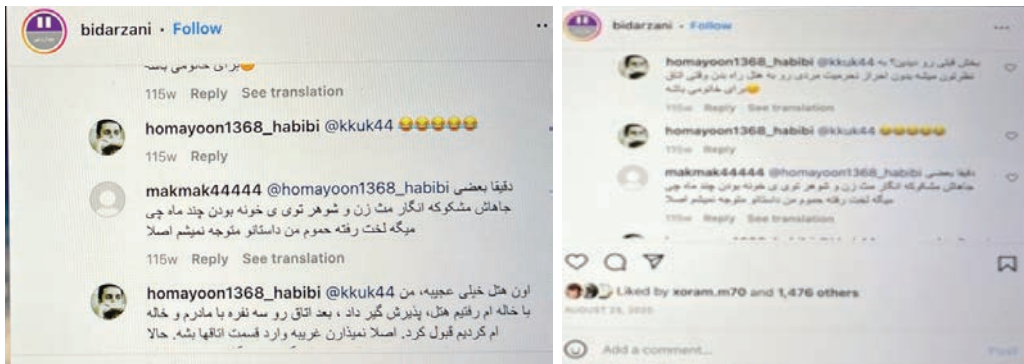 bidarzani · Follow
برای خانومی باشه
115w Reply See translation
homayoon1368_habibi @kkuk44 😂😂😂😂😂
115w Reply
makmak44444 @homayoon1368_habibi دقیقا بعضی
جاهاش مشکوکه انگار مث زن و شوهر توی ی خونه بودن چند ماه چی
میگه لخت رفته حموم من داستانو متوجه نمیشم اصلا
115w Reply See translation
homayoon1368_habibi @kkuk44 اون هتل خیلی عجیبه، من
با خاله ام رفتیم هتل، پذیرش گیر داد ، بعد اتاق رو سه نفره با مادرم و خاله
ام کردیم قبول کرد. اصلا نمیذارن غریبه وارد قسمت اتاقها بشه. حالا
bidarzani · Follow
homayoon1368_habibi @kkuk44 بخش قبلی رو میدین؟ به
نظرتون میشه بدون احراز محرمیت مردی رو به هتل راه بدن وقتی اتاق
برای خانومی باشه
115w Reply See translation
homayoon1368_habibi @kkuk44 😂😂😂😂😂
115w Reply
makmak44444 @homayoon1368_habibi دقیقا بعضی
جاهاش مشکوکه انگار مث زن و شوهر توی ی خونه بودن چند ماه چی
میگه لخت رفته حموم من داستانو متوجه نمیشم اصلا
115w Reply See translation
Liked by xoram.m70 and 1,476 others
AUGUST 25, 2020
Add a comment... Post